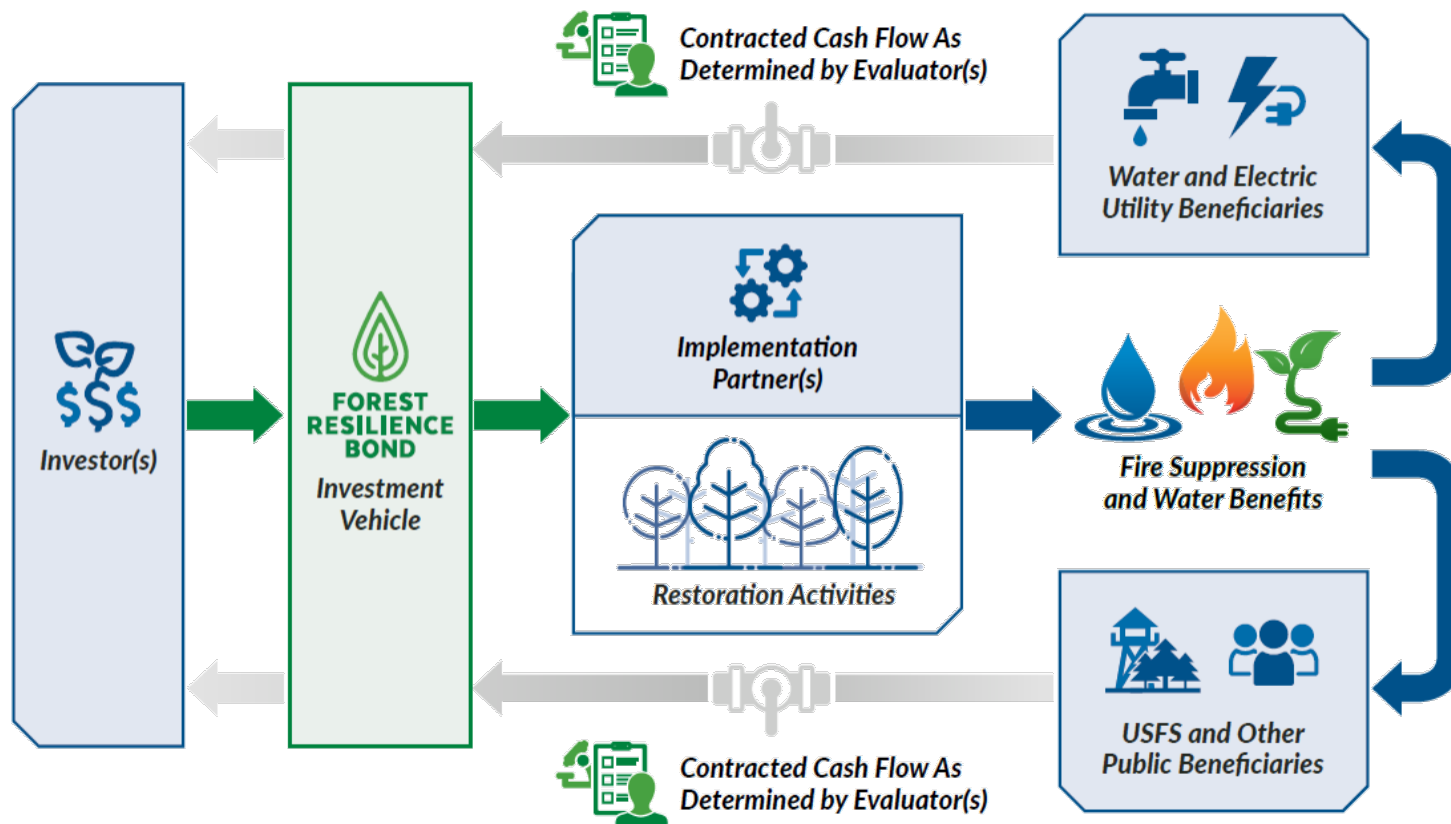 Contracted Cash Flow As
Determined by Evaluator(s)
Water and Electric
Utility Beneficiaries
Investor(s)
FOREST
RESILIENCE
BOND
Investment
Vehicle
Implementation
Partner(s)
Restoration Activities
Fire Suppression
and Water Benefits
USFS and Other
Public Beneficiaries
Contracted Cash Flow As
Determined by Evaluator(s)